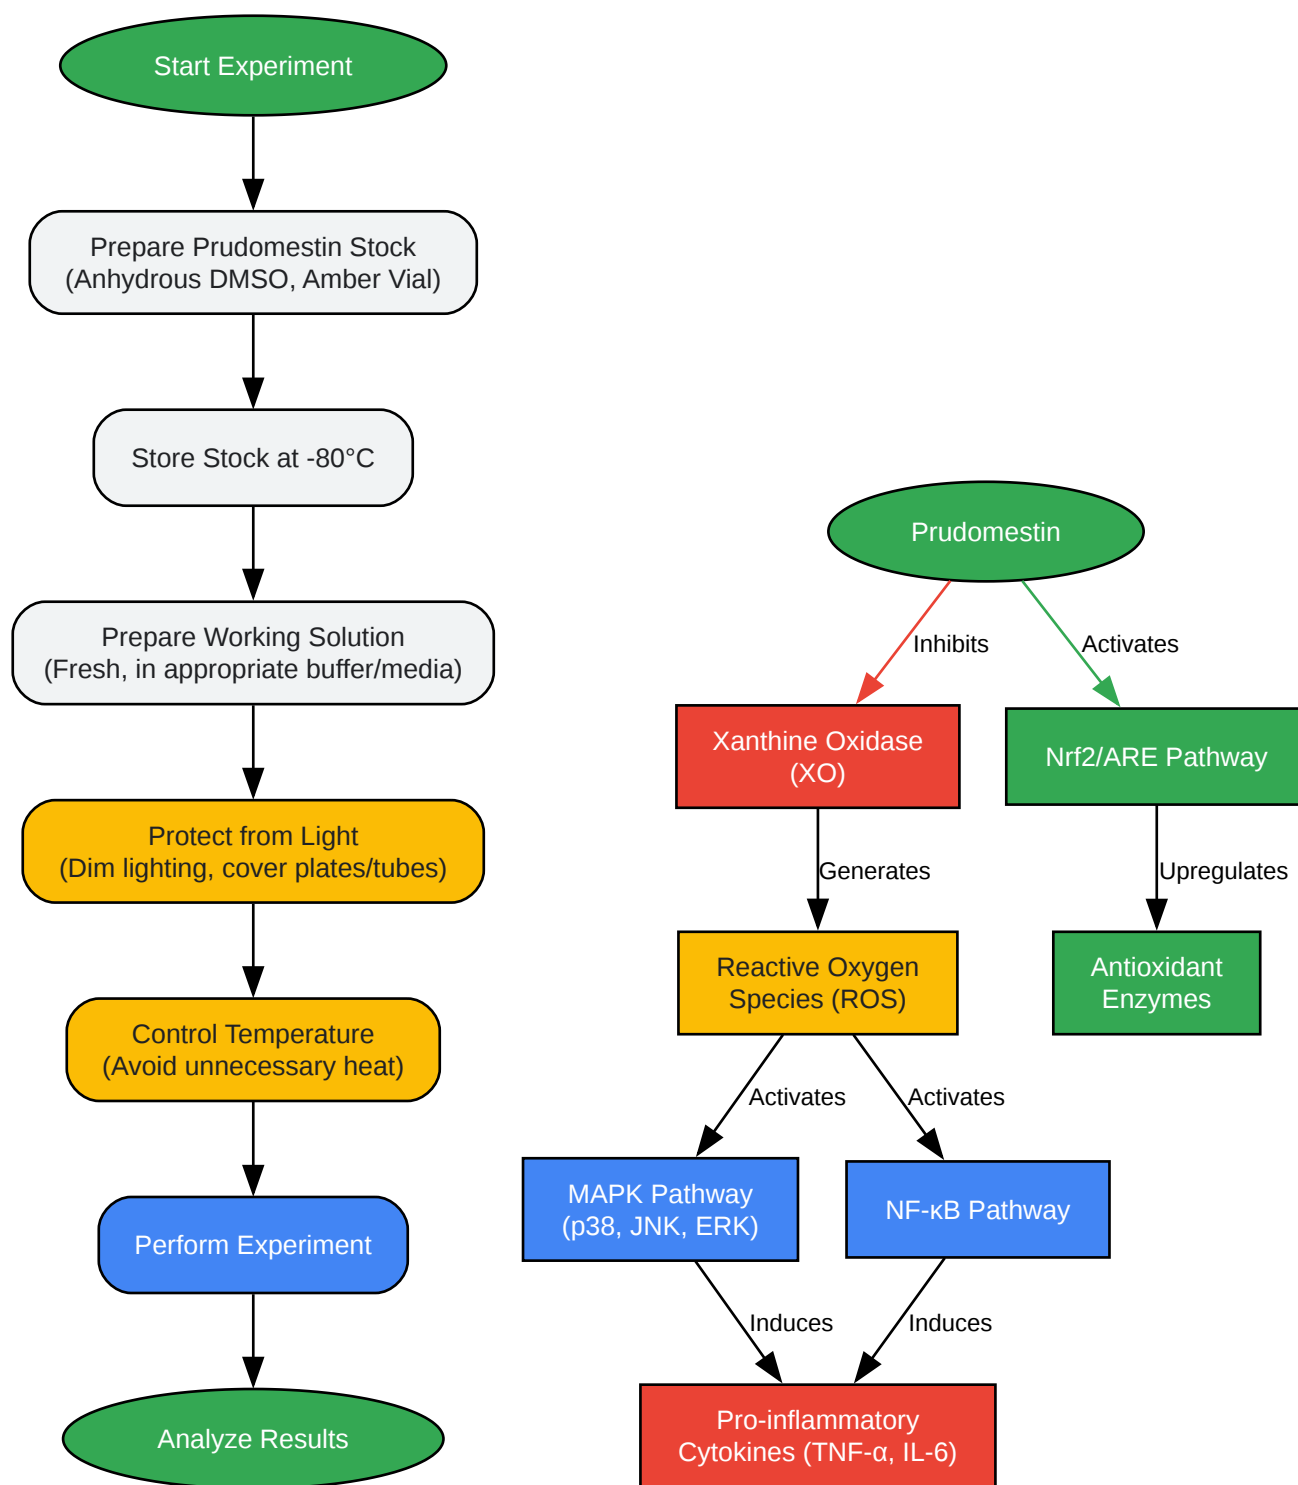 Start Experiment
Prepare Prudomestin Stock
(Anhydrous DMSO, Amber Vial)
Store Stock at -80°C
Prepare Working Solution
(Fresh, in appropriate buffer/media)
Protect from Light
(Dim lighting, cover plates/tubes)
Control Temperature
(Avoid unnecessary heat)
Perform Experiment
Analyze Results
Prudomestin
Inhibits
Activates
Xanthine Oxidase
(XO)
Nrf2/ARE Pathway
Generates
Upregulates
Reactive Oxygen
Species (ROS)
Antioxidant
Enzymes
Activates
Activates
MAPK Pathway
(p38, JNK, ERK)
NF-κB Pathway
Induces
Induces
Pro-inflammatory
Cytokines (TNF-α, IL-6)